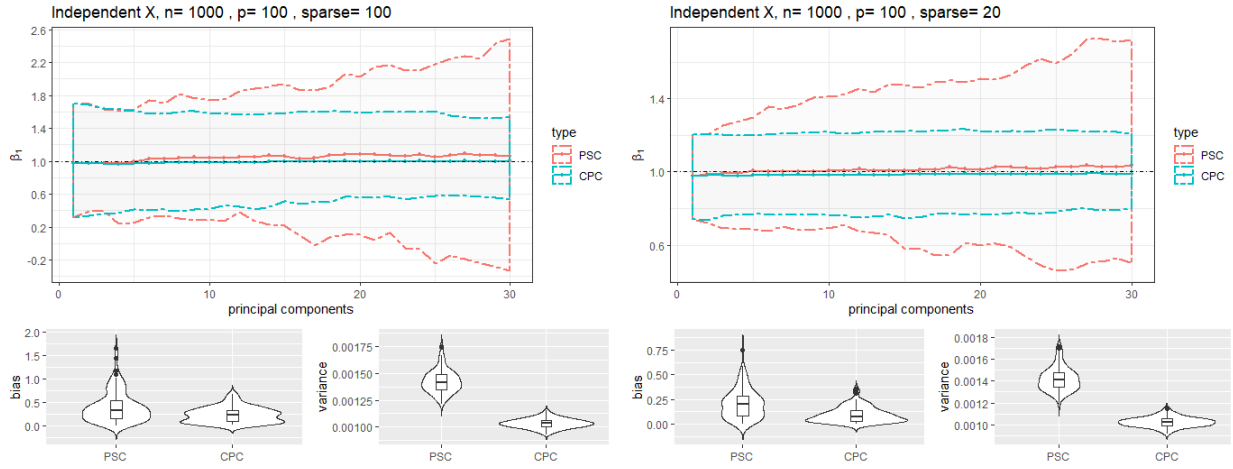 Independent X, n= 1000 , p= 100 , sparse= 100
2.6
2.2
1.8
1.4
1.0
0.6
0.2
-0.2
β1
0
10
20
30
principal components
type
PSC
CPC
Independent X, n= 1000 , p= 100 , sparse= 20
1.4
1.0
0.6
β1
0
10
20
30
principal components
type
PSC
CPC
2.0
1.5
1.0
0.5
0.0
bias
PSC
CPC
0.00175
0.00150
0.00125
0.00100
variance
PSC
CPC
0.75
0.50
0.25
0.00
bias
PSC
CPC
0.0018
0.0016
0.0014
0.0012
0.0010
variance
PSC
CPC